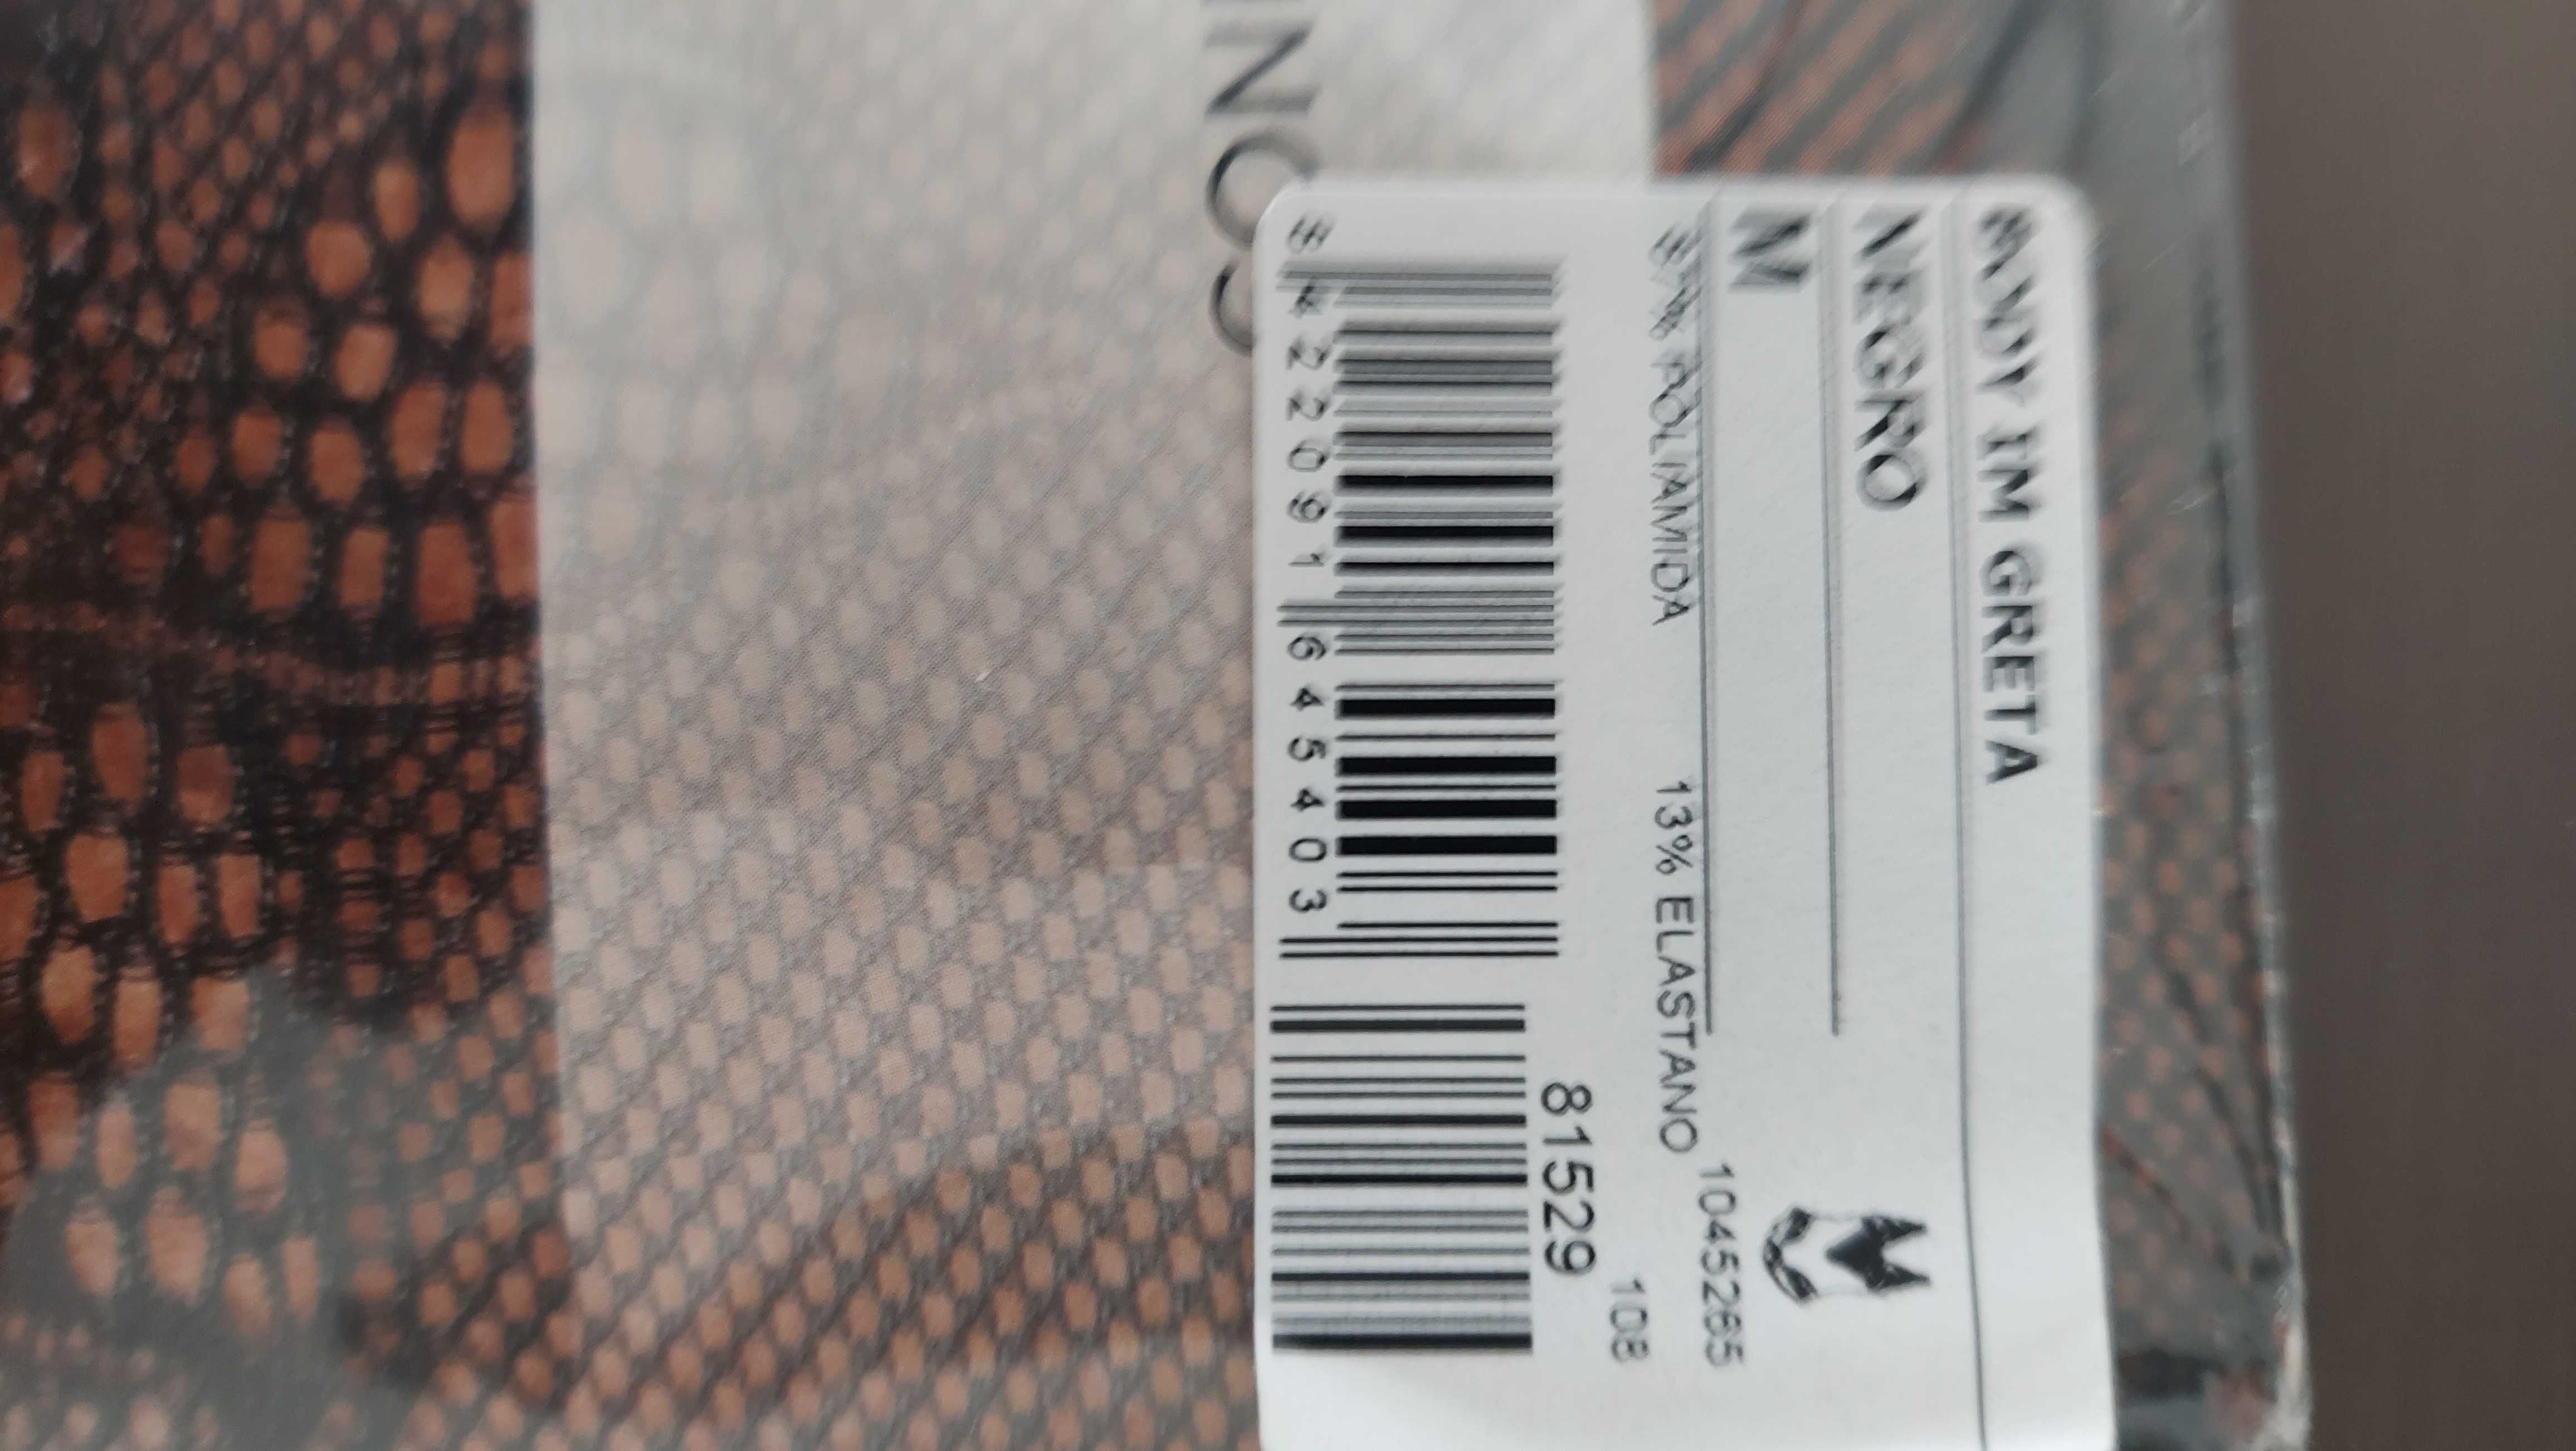 BODY IM GRETA
NEGRO
M
87% POLIAMIDA 13% ELASTANO
1045265
108
81529
8 422091 645403